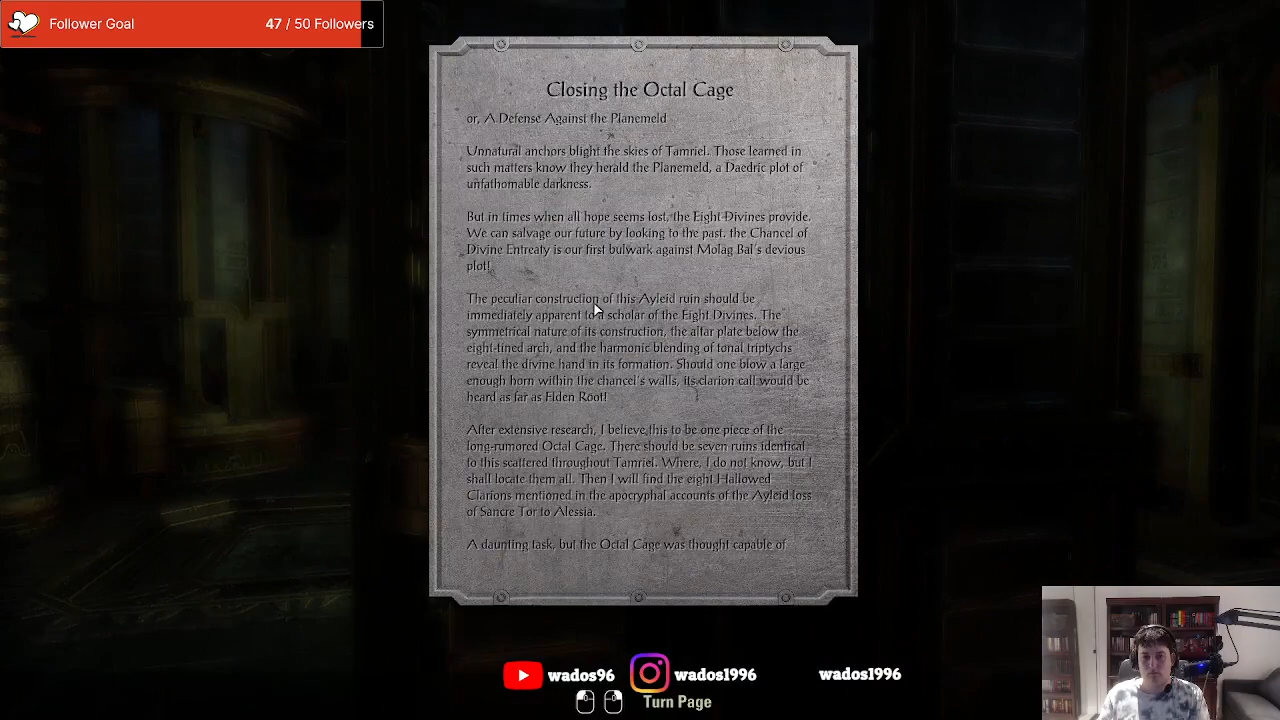 Follower Goal
47 / 50 Followers
Closing the Octal Cage
or, A Defense Against the Planemeld
Unnatural anchors blight the skies of Tamriel. Those learned in
such matters know they herald the Planemeld, a Daedric plot of
unfathomable darkness.
But in times when all hope seems lost, the Eight Divines provide.
We can salvage our future by looking to the past. the Chancel of
Divine Entreaty is our first bulwark against Molag Bal's devious
plot!
The peculiar construction of this Ayleid ruin should be
immediately apparent to a scholar of the Eight Divines. The
symmetrical nature of its construction, the altar plate below the
eight-tined arch, and the harmonic blending of tonal triptychs
reveal the divine hand in its formation. Should one blow a large
enough horn within the chancel's walls, its clarion call would be
heard as far as Elden Root!
After extensive research, I believe this to be one piece of the
long-rumored Octal Cage. There should be seven ruins identical
to this scattered throughout Tamriel. Where, I do not know, but I
shall locate them all. Then I will find the eight Hallowed
Clarions mentioned in the apocryphal accounts of the Ayleid loss
of Sancre Tor to Alessia.
A daunting task, but the Octal Cage was thought capable of
wados96
wados1996
wados1996
Turn Page